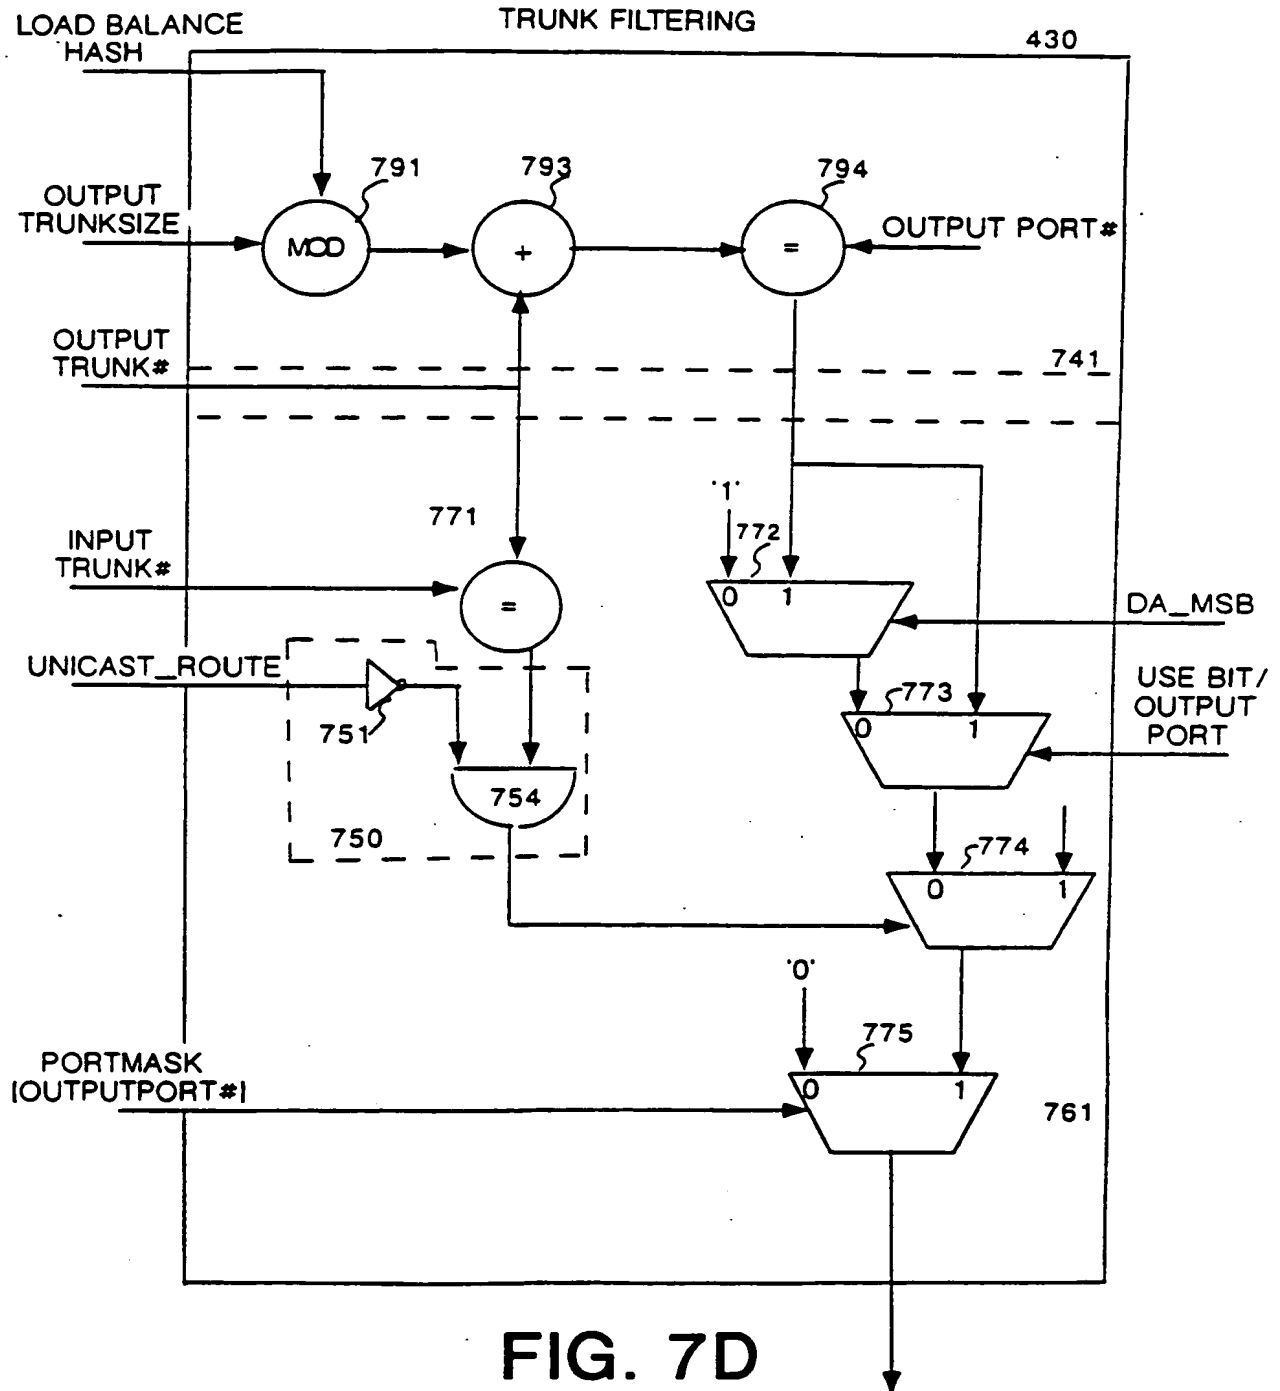 LOAD BALANCE
HASH
TRUNK FILTERING
430
791
793
794
OUTPUT
TRUNKSIZE
MOD
+
=
OUTPUT PORT#
OUTPUT
TRUNK#
741
771
'1'
772
INPUT
TRUNK#
=
0 1
DA_MSB
UNICAST_ROUTE
751
773
0 1
USE BIT/
OUTPUT
PORT
754
750
774
0 1
'0'
775
PORTMASK
[OUTPUTPORT#]
0 1
761
FIG. 7D